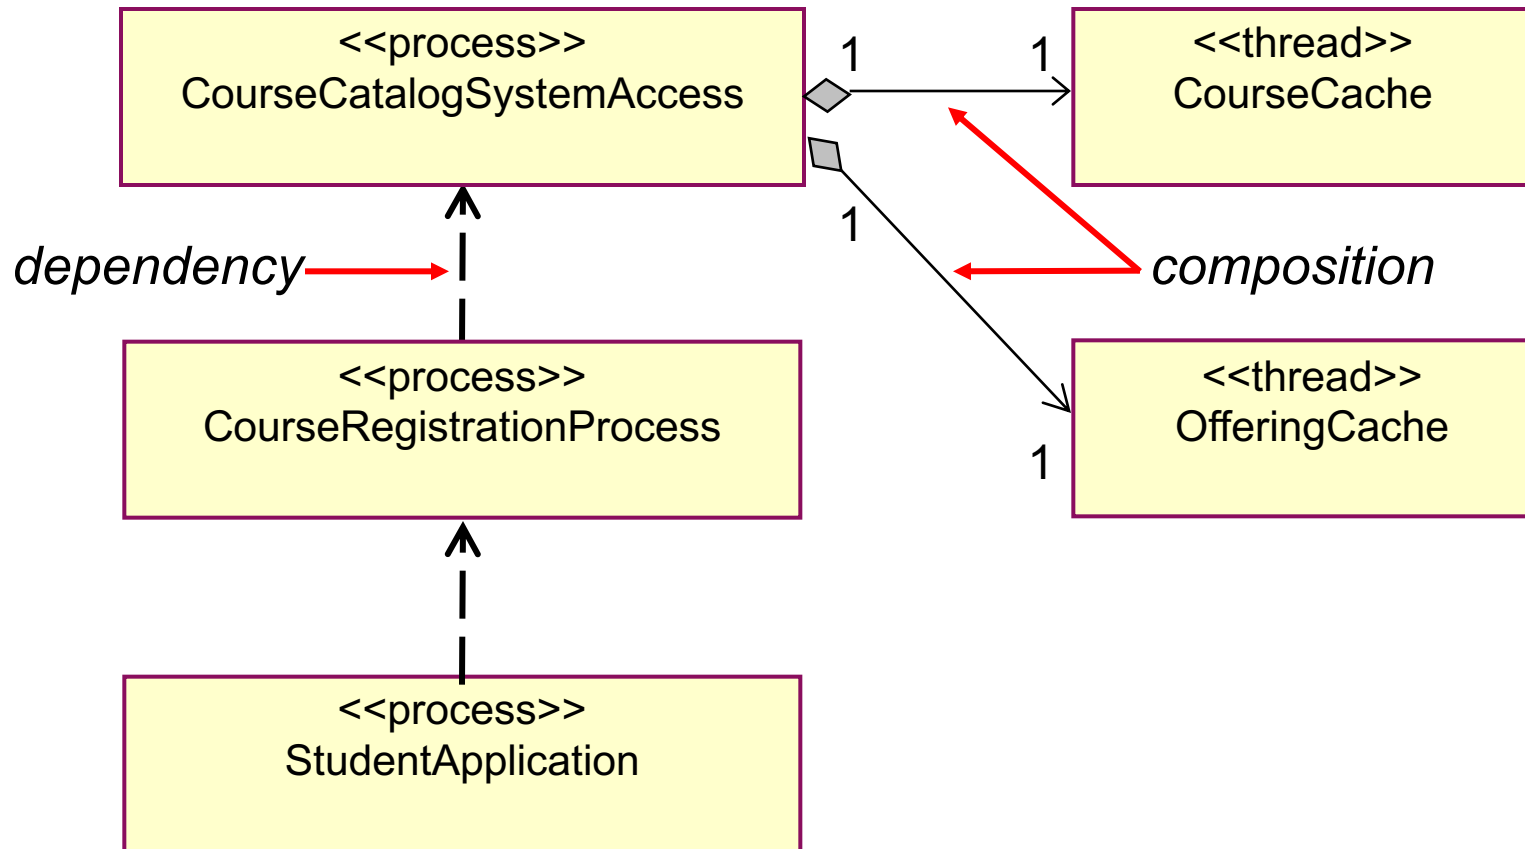 <<process>>
CourseCatalogSystemAccess
1
1
<<thread>>
CourseCache
1
dependency
composition
<<process>>
CourseRegistrationProcess
<<thread>>
OfferingCache
1
<<process>>
StudentApplication